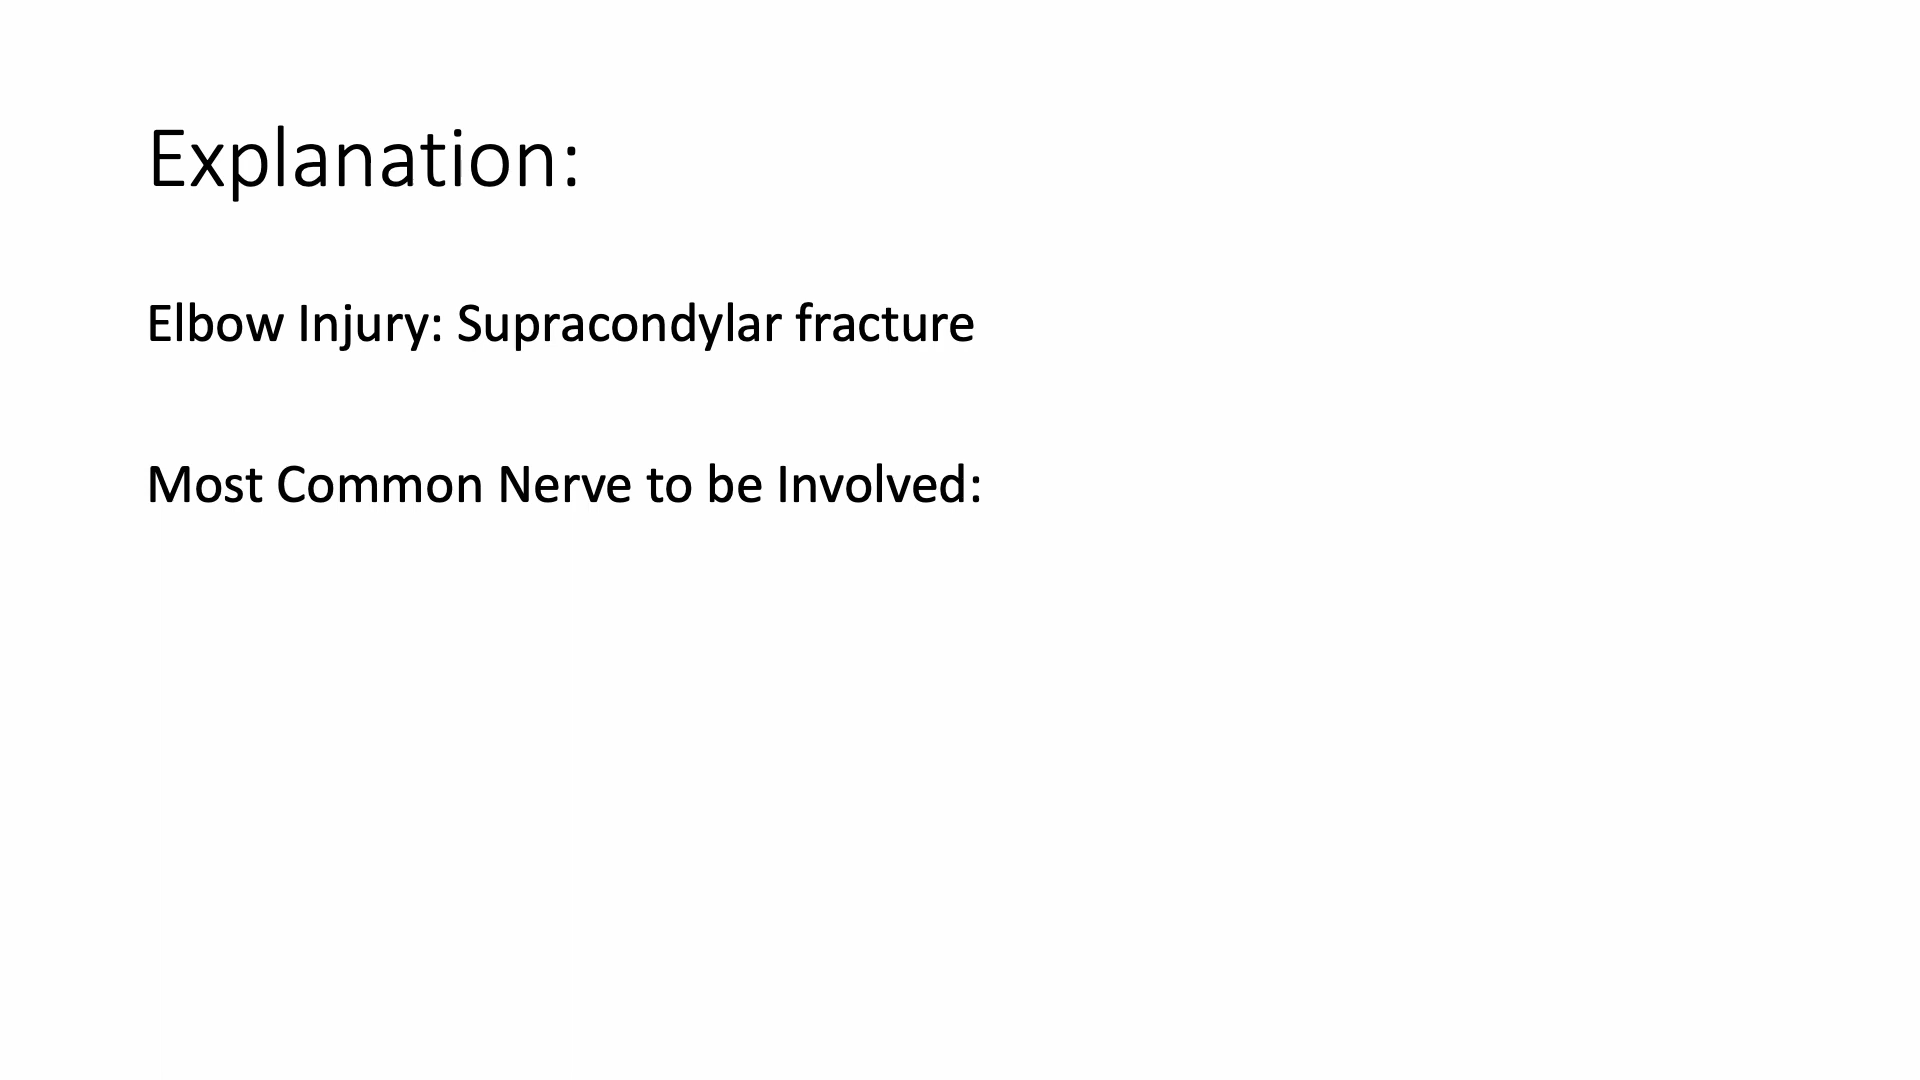 Explanation:
Elbow Injury: Supracondylar fracture
Most Common Nerve to be Involved: